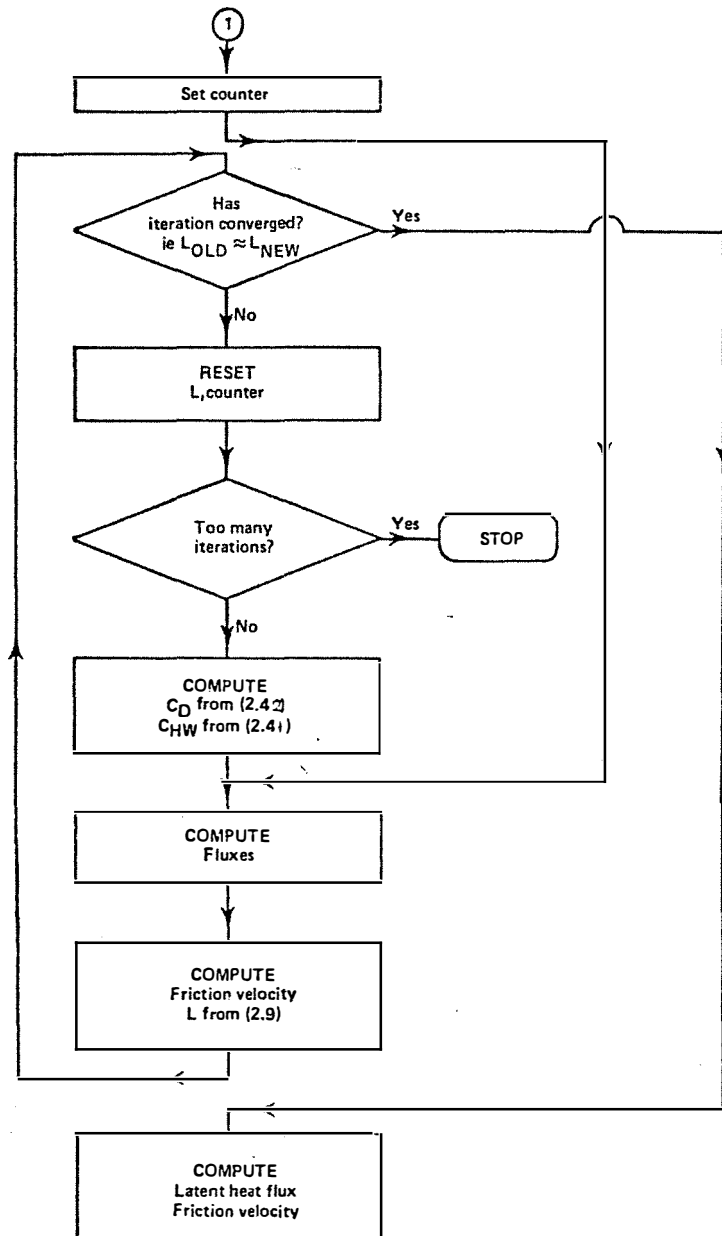 1
Set counter
Has
iteration converged?
ie L_OLD ≈ L_NEW
Yes
No
RESET
L,counter
Too many
iterations?
Yes
STOP
No
COMPUTE
C_D from (2.42)
C_HW from (2.41)
COMPUTE
Fluxes
COMPUTE
Friction velocity
L from (2.9)
COMPUTE
Latent heat flux
Friction velocity